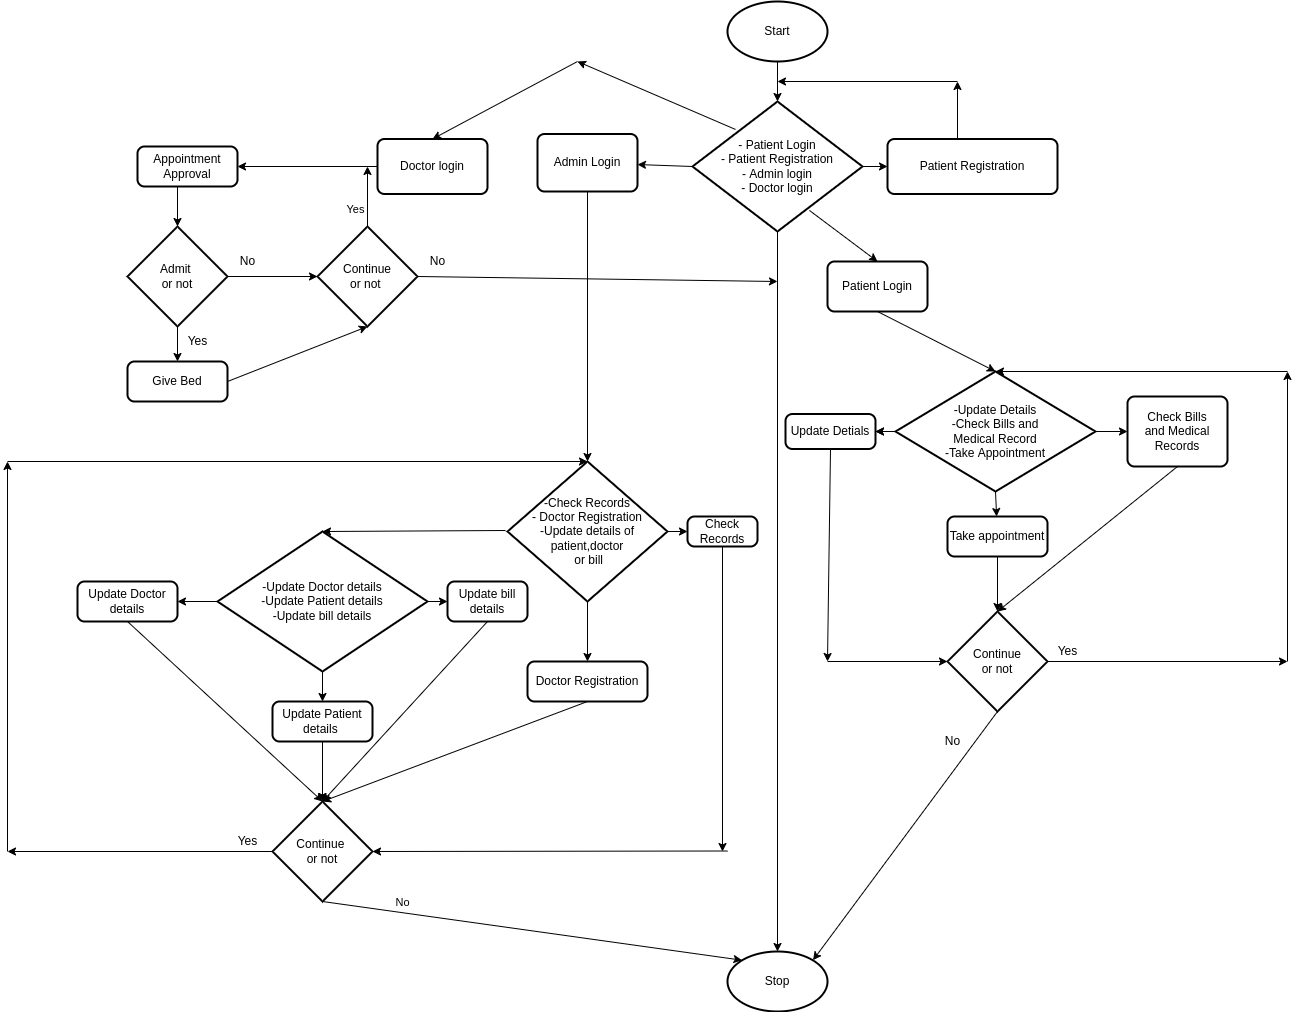 Start
- Patient Login
- Patient Registration
- Admin login
- Doctor login
Patient Registration
Admin Login
Doctor login
Appointment
Approval
Yes
Admit
or not
No
Continue
or not
No
Yes
Give Bed
Patient Login
-Update Details
-Check Bills and
Medical Record
-Take Appointment
Update Detials
Check Bills
and Medical
Records
Take appointment
Continue
or not
Yes
No
-Check Records
- Doctor Registration
-Update details of
patient,doctor
or bill
Check
Records
-Update Doctor details
-Update Patient details
-Update bill details
Update Doctor
details
Update bill
details
Doctor Registration
Update Patient
details
Continue
or not
Yes
No
Stop